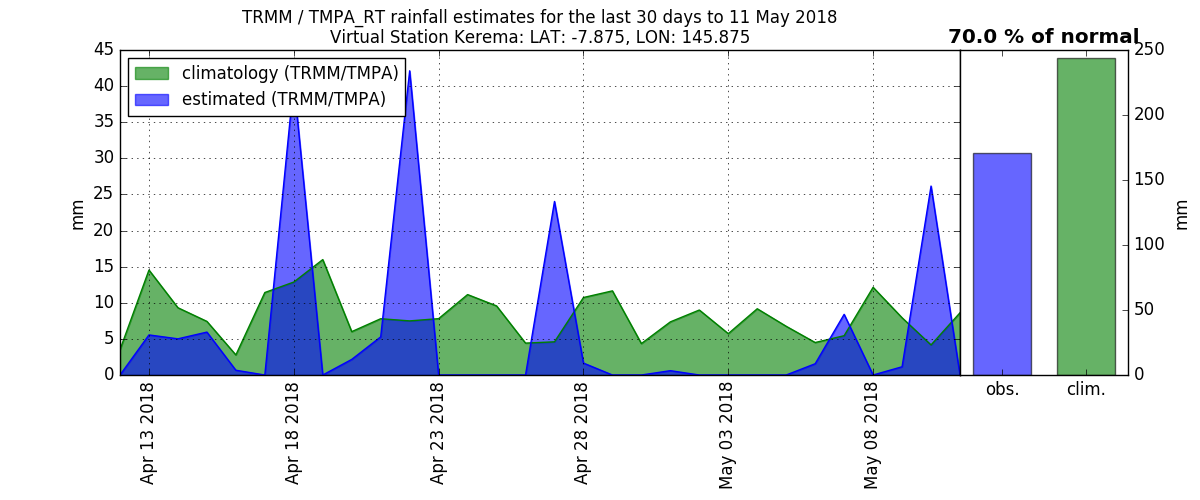 TRMM / TMPA_RT rainfall estimates for the last 30 days to 11 May 2018
Virtual Station Kerema: LAT: -7.875, LON: 145.875
70.0 % of normal
climatology (TRMM/TMPA)
estimated (TRMM/TMPA)
45
40
35
30
25
20
15
10
5
0
mm
Apr 13 2018
Apr 18 2018
Apr 23 2018
Apr 28 2018
May 03 2018
May 08 2018
obs.
clim.
250
200
150
100
50
0
mm